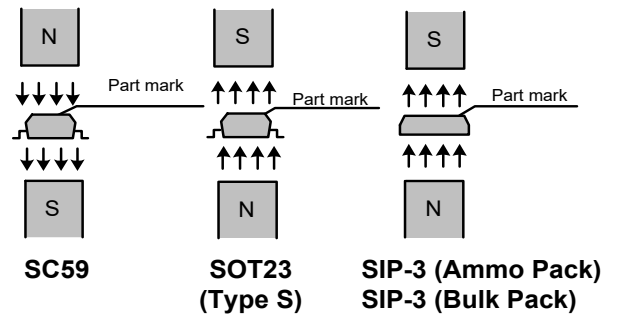 N
S
S
Part mark
Part mark
Part mark
S
N
N
SC59
SOT23
(Type S)
SIP-3 (Ammo Pack)
SIP-3 (Bulk Pack)